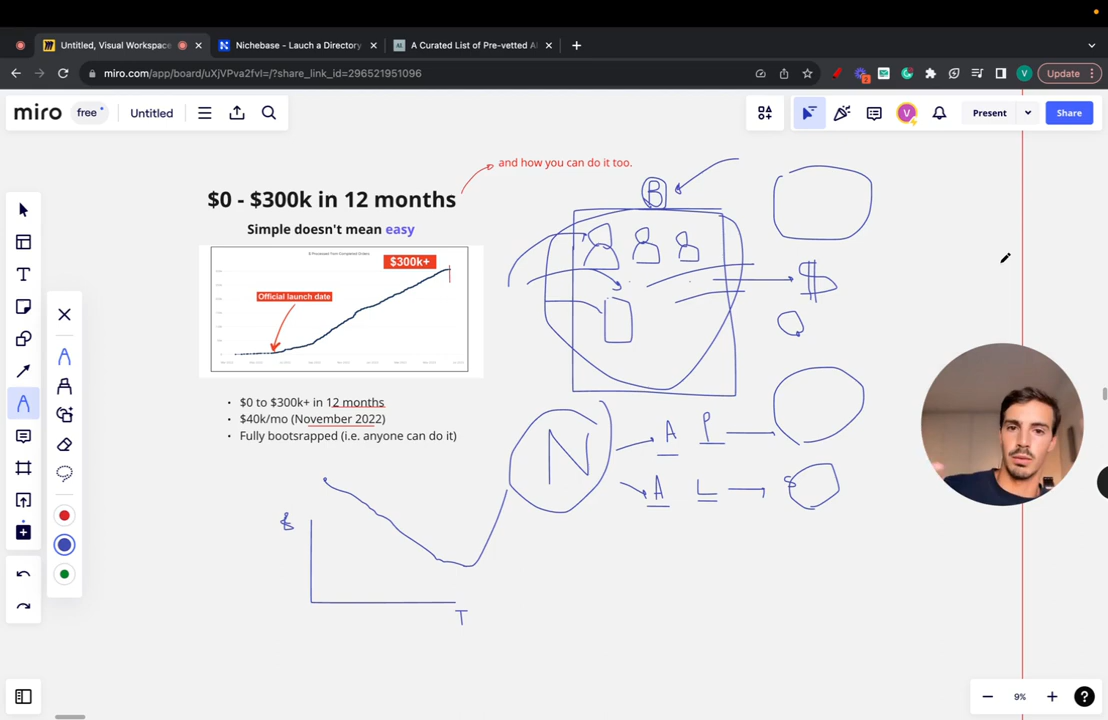 Untitled, Visual Workspace
Nichebase - Lauch a Directory
A Curated List of Pre-vetted
miro.com/app/board/uXjVPva2fvI=/?share_link_id=296521951096
V
Update
miro
free
Untitled
V
Present
Share
and how you can do it too.
$0 - $300k in 12 months
Simple doesn't mean easy
$300k+
Official launch date
• $0 to $300k+ in 12 months
• $40k/mo (November 2022)
• Fully bootsrapped (i.e. anyone can do it)
B
$
N
A P
A L
$
T
9%